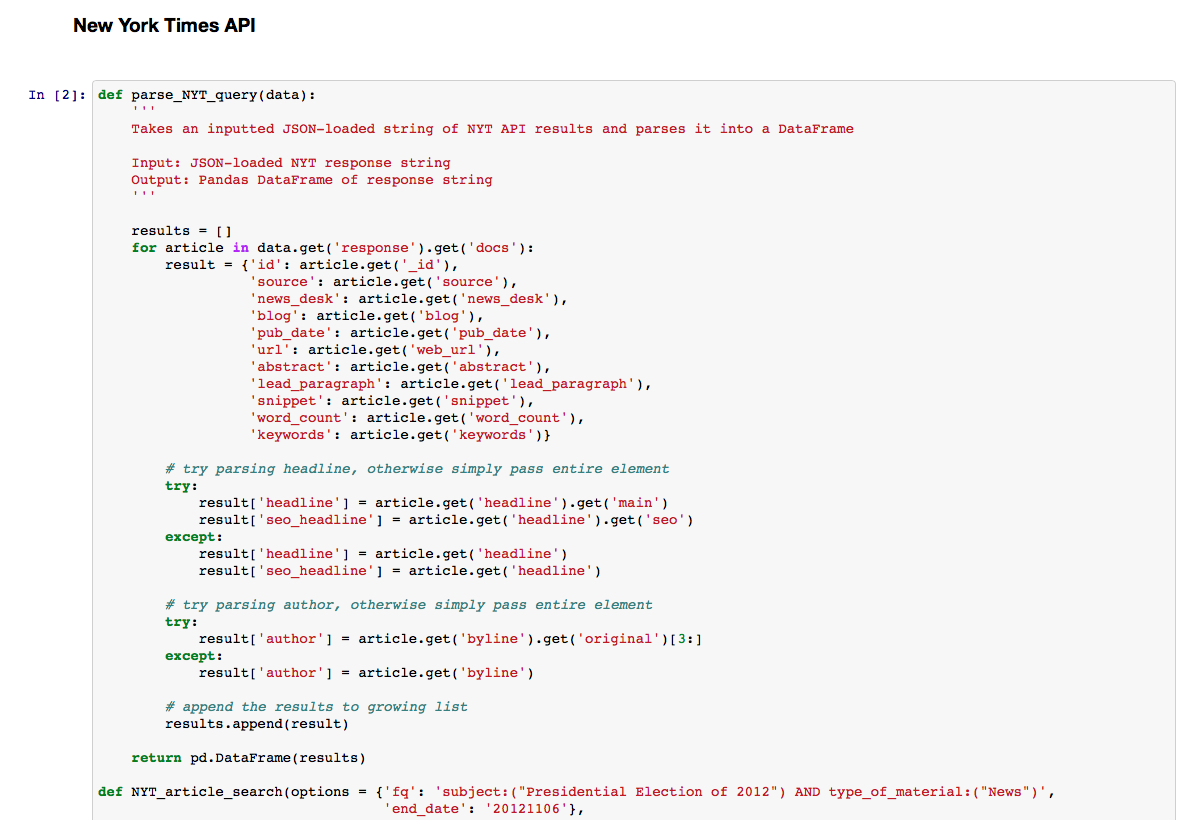 New York Times API
In [2]: def parse_NYT_query(data):
'''
Takes an inputted JSON-loaded string of NYT API results and parses it into a DataFrame
Input: JSON-loaded NYT response string
Output: Pandas DataFrame of response string
'''
results = []
for article in data.get('response').get('docs'):
result = {'id': article.get('_id'),
'source': article.get('source'),
'news_desk': article.get('news_desk'),
'blog': article.get('blog'),
'pub_date': article.get('pub_date'),
'url': article.get('web_url'),
'abstract': article.get('abstract'),
'lead_paragraph': article.get('lead_paragraph'),
'snippet': article.get('snippet'),
'word_count': article.get('word_count'),
'keywords': article.get('keywords')}
# try parsing headline, otherwise simply pass entire element
try:
result['headline'] = article.get('headline').get('main')
result['seo_headline'] = article.get('headline').get('seo')
except:
result['headline'] = article.get('headline')
result['seo_headline'] = article.get('headline')
# try parsing author, otherwise simply pass entire element
try:
result['author'] = article.get('byline').get('original')[3:]
except:
result['author'] = article.get('byline')
# append the results to growing list
results.append(result)
return pd.DataFrame(results)
def NYT_article_search(options = {'fq': 'subject:("Presidential Election of 2012") AND type_of_material:("News")',
'end_date': '20121106'},